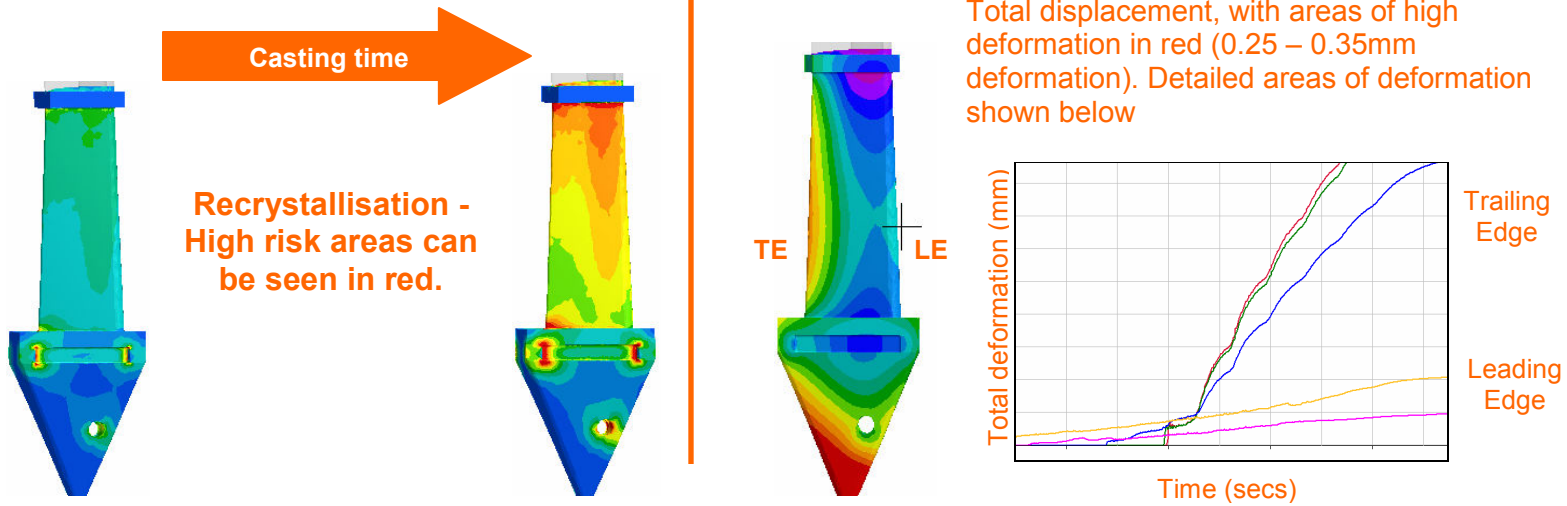 Casting time
Recrystallisation -
High risk areas can
be seen in red.
Total displacement, with areas of high
deformation in red (0.25 – 0.35mm
deformation). Detailed areas of deformation
shown below
TE
LE
Total deformation (mm)
Trailing
Edge
Leading
Edge
Time (secs)